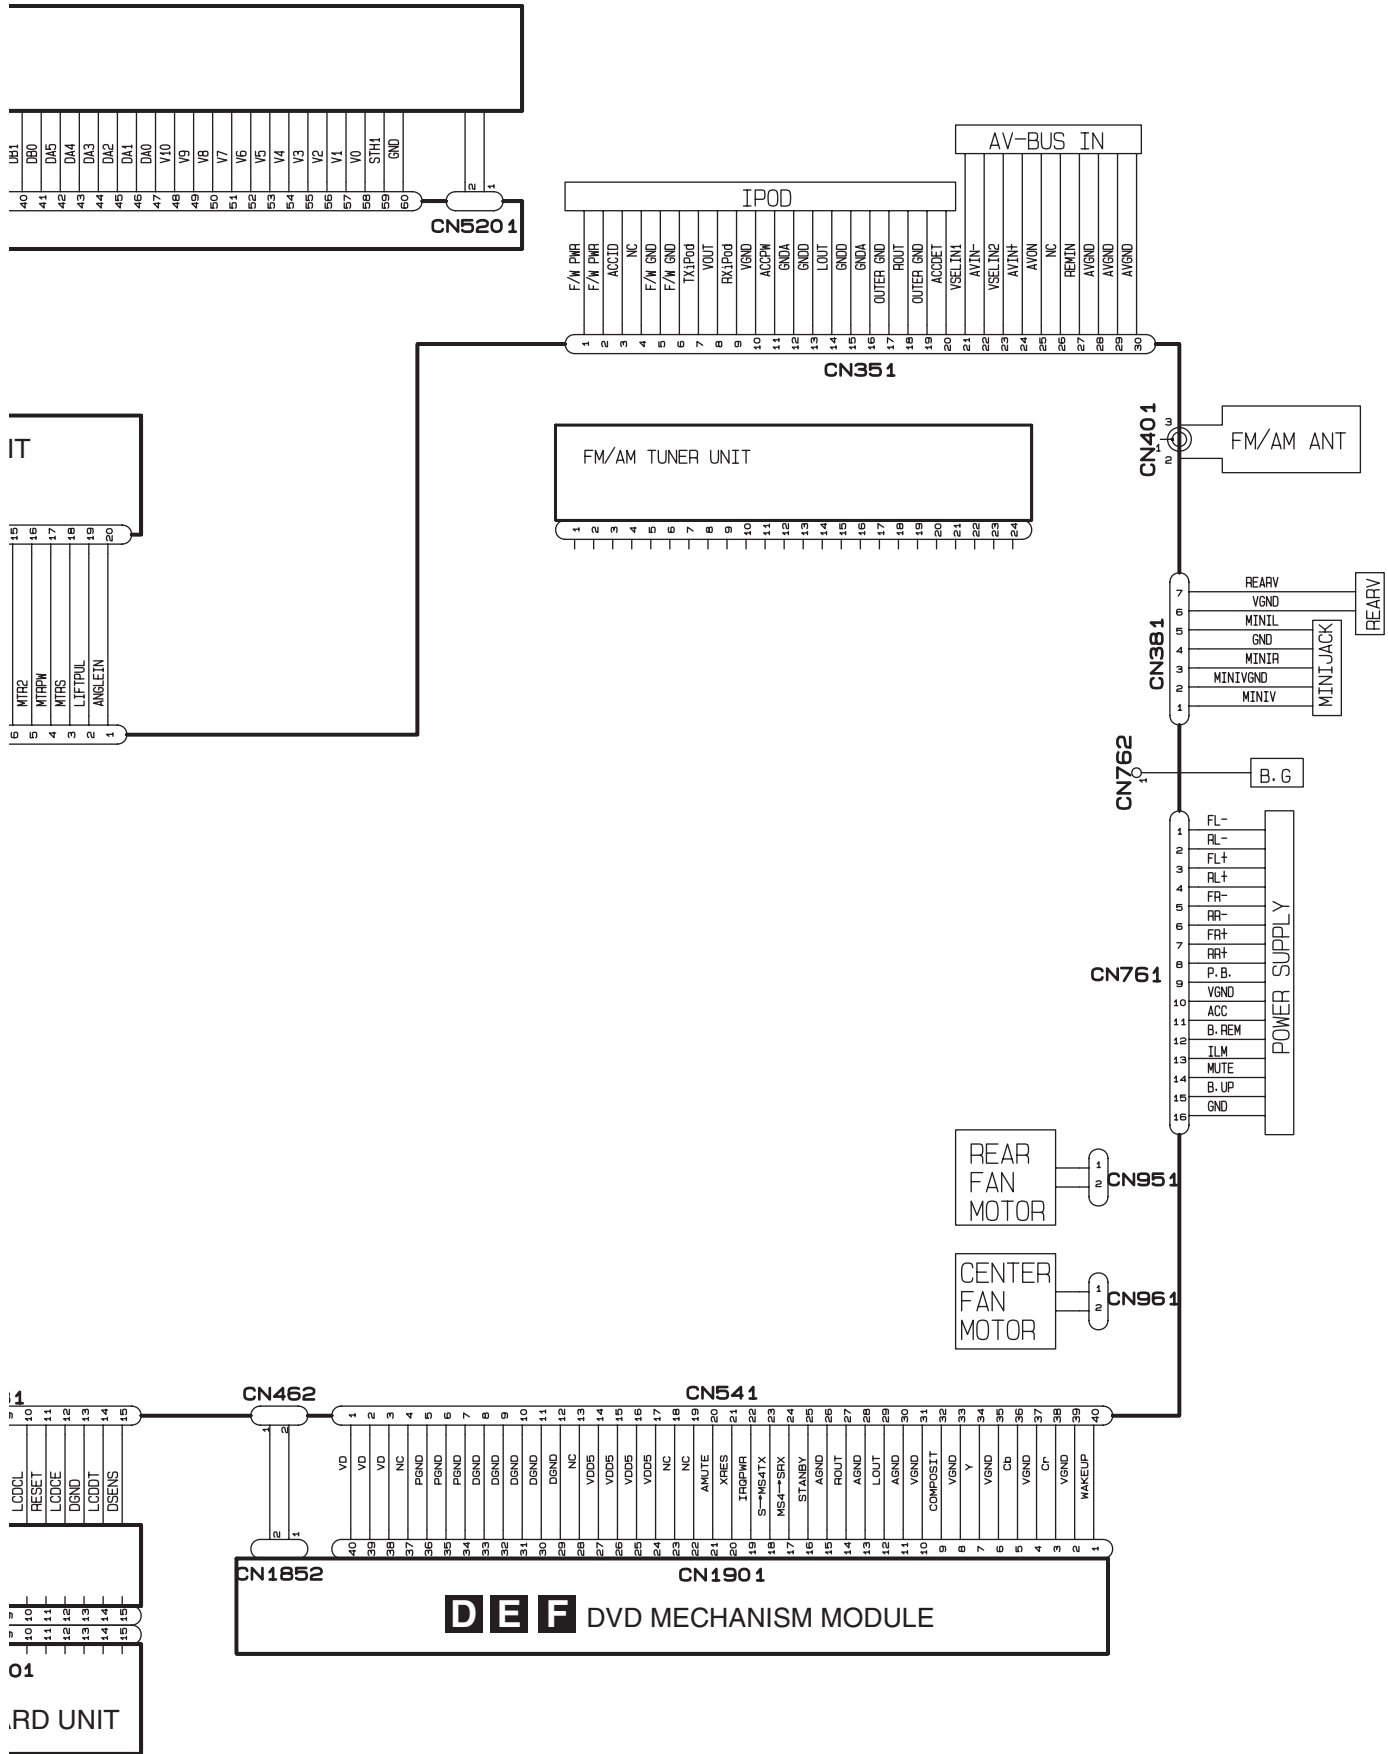 DB1 DB0 DA5 DA4 DA3 DA2 DA1 DA0 V10 V9 V8 V7 V6 V5 V4 V3 V2 V1 V0 STH1 GND
40 41 42 43 44 45 46 47 48 49 50 51 52 53 54 55 56 57 58 59 60
2 1
CN5201
AV-BUS IN
IPOD
F/W PWR
F/W PWR
ACCID
NC
F/W GND
F/W GND
TXiPod
VOUT
RXiPod
VGND
ACCPW
GNDA
GNDD
LOUT
GNDD
GNDA
OUTER GND
ROUT
OUTER GND
ACCDET
VSELIN1
AVIN-
VSELIN2
AVIN+
AVON
NC
REMIN
AVGND
AVGND
AVGND
1 2 3 4 5 6 7 8 9 10 11 12 13 14 15 16 17 18 19 20 21 22 23 24 25 26 27 28 29 30
CN351
CN401
3
1
2
FM/AM ANT
IT
FM/AM TUNER UNIT
1 2 3 4 5 6 7 8 9 10 11 12 13 14 15 16 17 18 19 20 21 22 23 24
15 16 17 18 19 20
MTR2
MTRPW
MTRS
LIFTPUL
ANGLEIN
6 5 4 3 2 1
CN381
7 REARV
6 VGND
5 MINIL
4 GND
3 MINIR
2 MINIVGND
1 MINIV
REARV
MINIJACK
CN762
1
B.G
CN761
1 FL-
2 RL-
3 FL+
4 RL+
5 FR-
6 RR-
7 FR+
8 RR+
9 P.B.
10 VGND
11 ACC
12 B.REM
13 ILM
14 MUTE
15 B.UP
16 GND
POWER SUPPLY
REAR
FAN
MOTOR
1
2
CN951
CENTER
FAN
MOTOR
1
2
CN961
CN462
CN541
10 11 12 13 14 15
1 2
1 2 3 4 5 6 7 8 9 10 11 12 13 14 15 16 17 18 19 20 21 22 23 24 25 26 27 28 29 30 31 32 33 34 35 36 37 38 39 40
LCDCL
RESET
LCDCE
DGND
LCDDT
DSENS
VD
VD
VD
NC
PGND
PGND
PGND
DGND
DGND
DGND
DGND
NC
VDD5
VDD5
VDD5
VDD5
NC
NC
AMUTE
XRES
IRQPWR
S→MS4TX
MS4→SRX
STANBY
AGND
ROUT
AGND
LOUT
AGND
VGND
COMPOSIT
VGND
Y
VGND
Cb
VGND
Cr
VGND
WAKEUP
2 1
40 39 38 37 36 35 34 33 32 31 30 29 28 27 26 25 24 23 22 21 20 19 18 17 16 15 14 13 12 11 10 9 8 7 6 5 4 3 2 1
CN1852
CN1901
D E F DVD MECHANISM MODULE
10 11 12 13 14 15
10 11 12 13 14 15
01
ARD UNIT